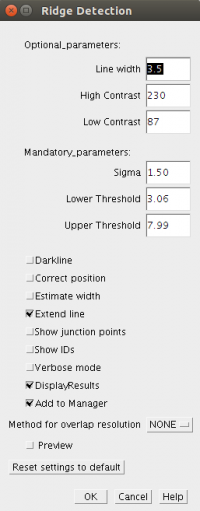 Ridge Detection
Optional_parameters:
Line width 3.5
High Contrast 230
Low Contrast 87
Mandatory_parameters:
Sigma 1.50
Lower Threshold 3.06
Upper Threshold 7.99
Darkline
Correct position
Estimate width
Extend line
Show junction points
Show IDs
Verbose mode
DisplayResults
Add to Manager
Method for overlap resolution NONE
Preview
Reset settings to default
OK Cancel Help